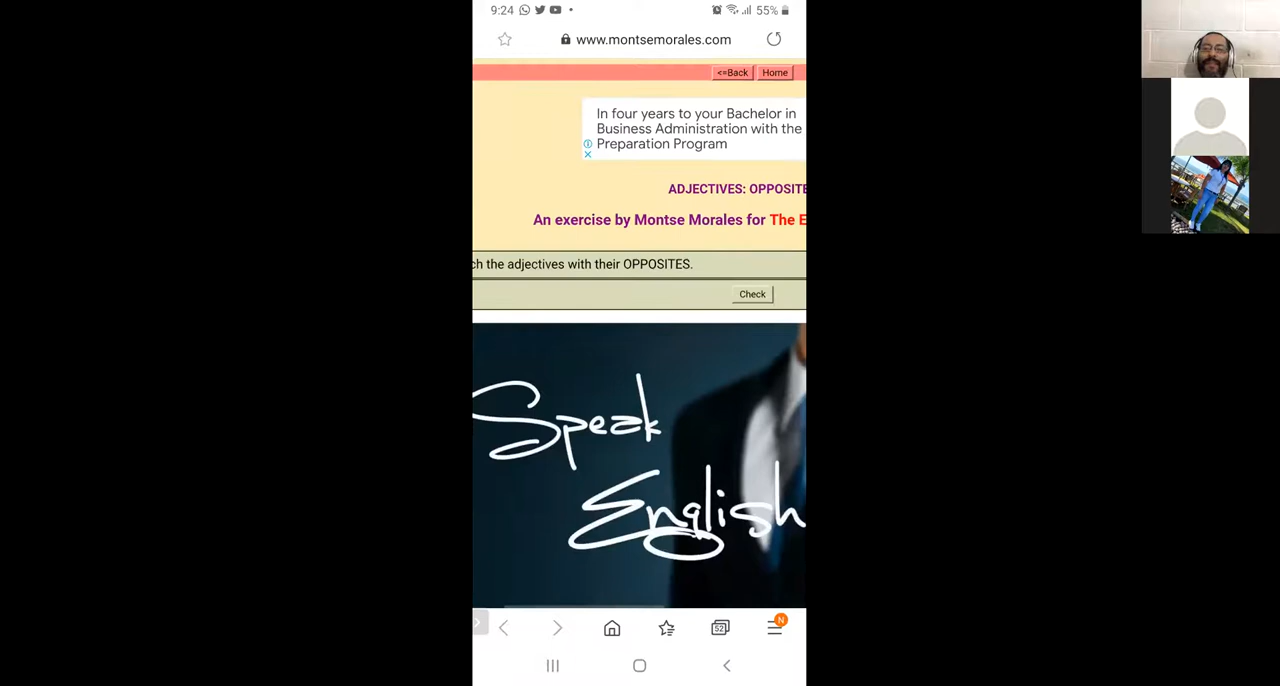 9:24 55%
www.montsemorales.com
<=Back Home
In four years to your Bachelor in
Business Administration with the
Preparation Program
ADJECTIVES: OPPOSITE
An exercise by Montse Morales for The E
ch the adjectives with their OPPOSITES.
Check
Speak
English
52
N